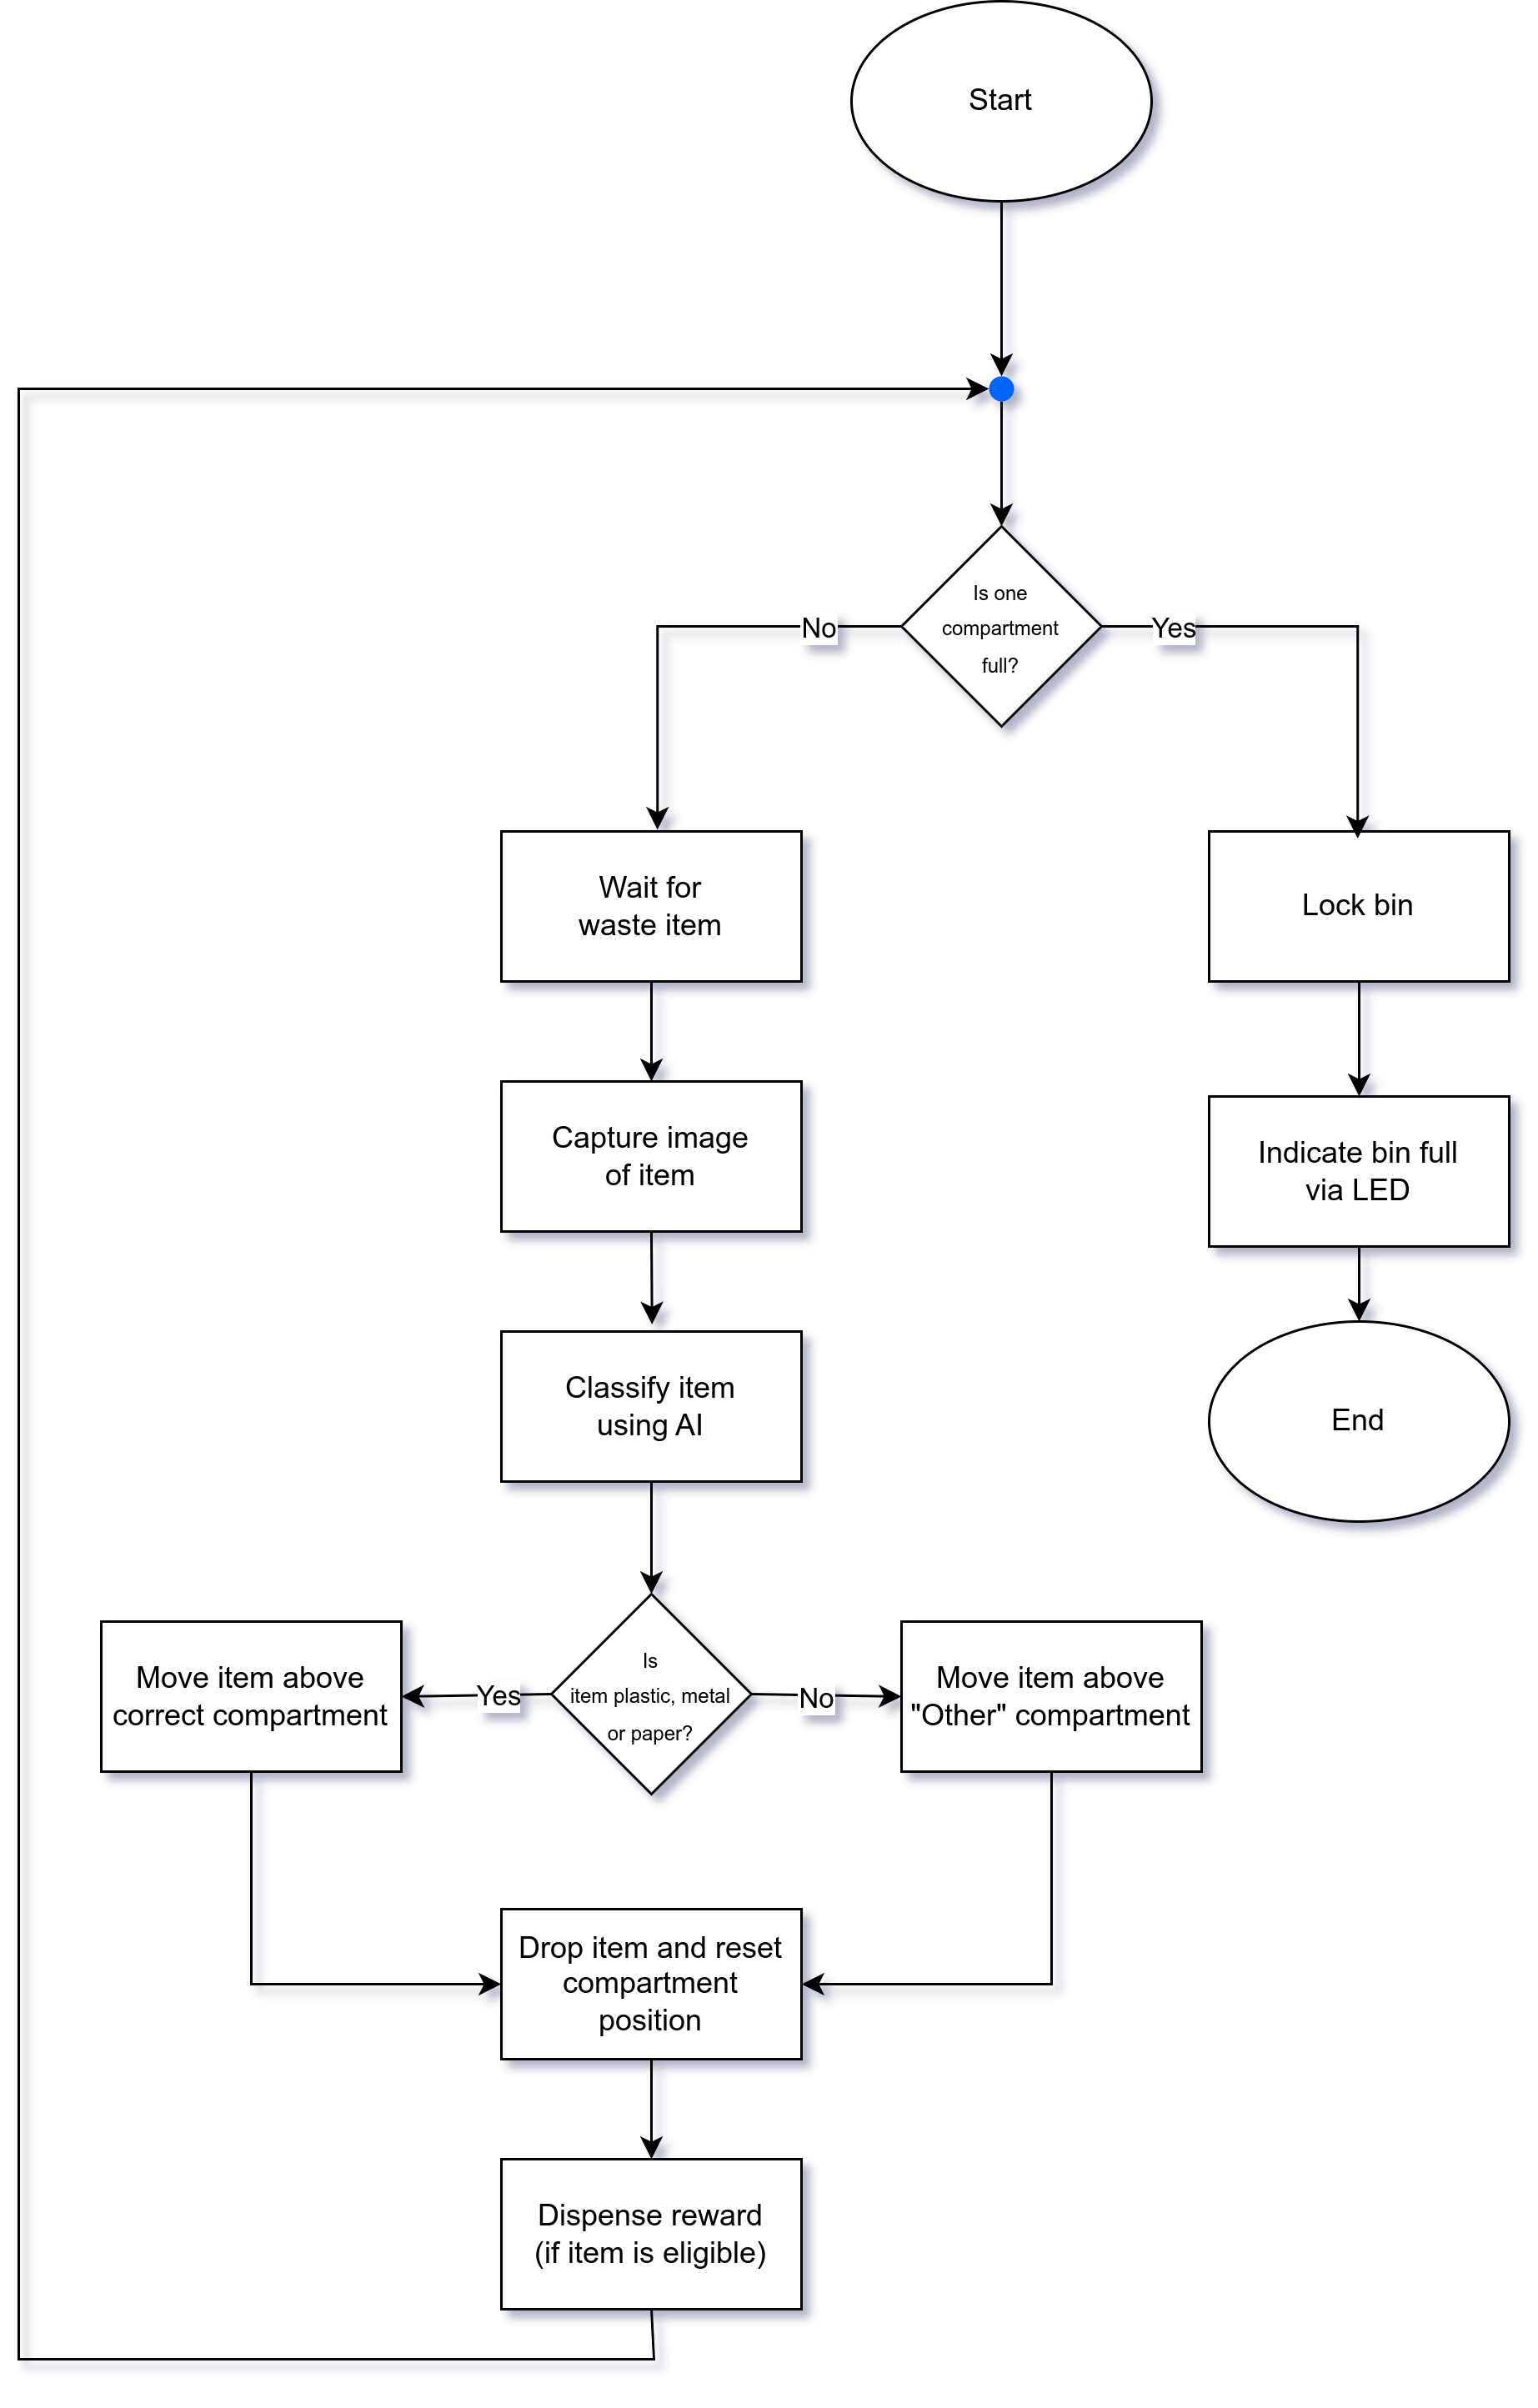 Start
Is one
compartment
full?
No
Yes
Wait for
waste item
Lock bin
Capture image
of item
Indicate bin full
via LED
Classify item
using AI
End
Move item above
correct compartment
Yes
Is
item plastic, metal
or paper?
No
Move item above
"Other" compartment
Drop item and reset
compartment
position
Dispense reward
(if item is eligible)